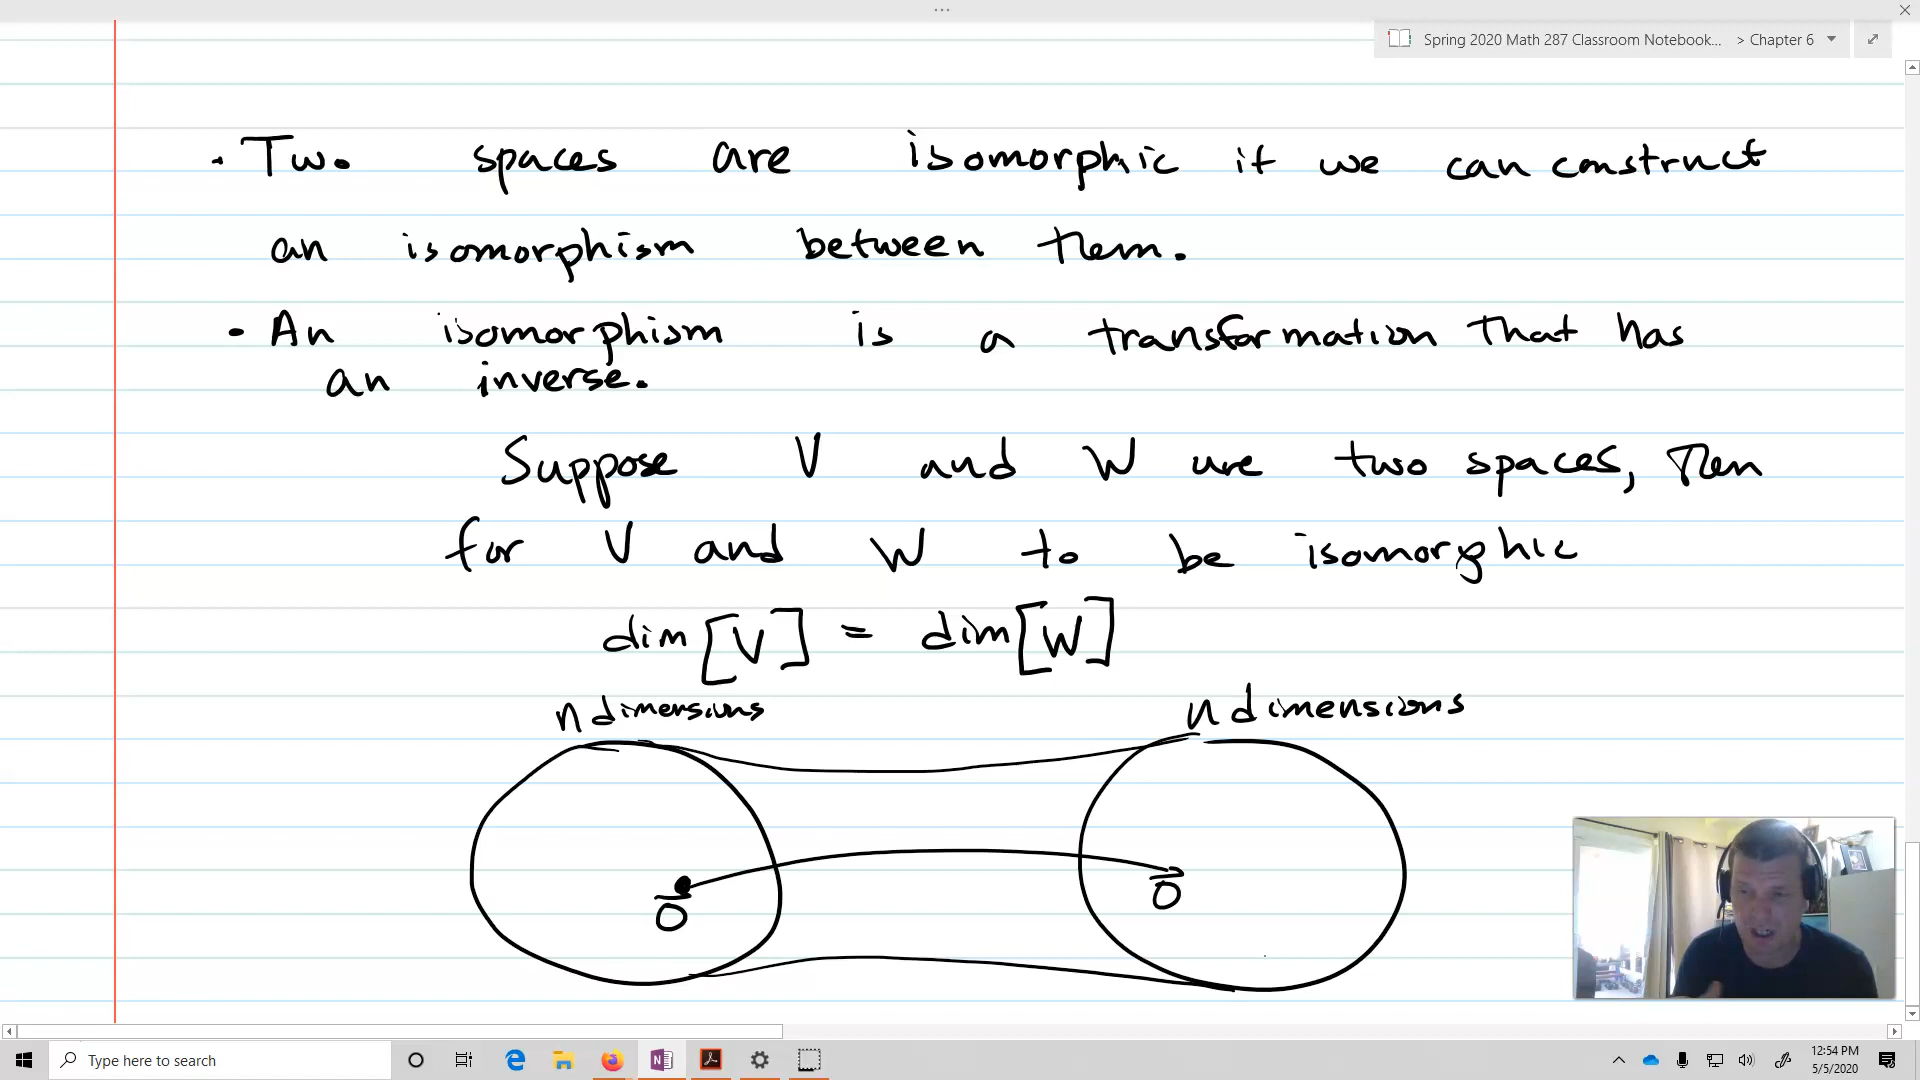 Spring 2020 Math 287 Classroom Notebook... > Chapter 6
· Two spaces are isomorphic if we can construct
an isomorphism between them.
· An isomorphism is a transformation that has
an inverse.
Suppose V and W are two spaces, then
for V and W to be isomorphic
dim [V] = dim [W]
n dimensions n dimensions
0 0
Type here to search
12:54 PM
5/5/2020